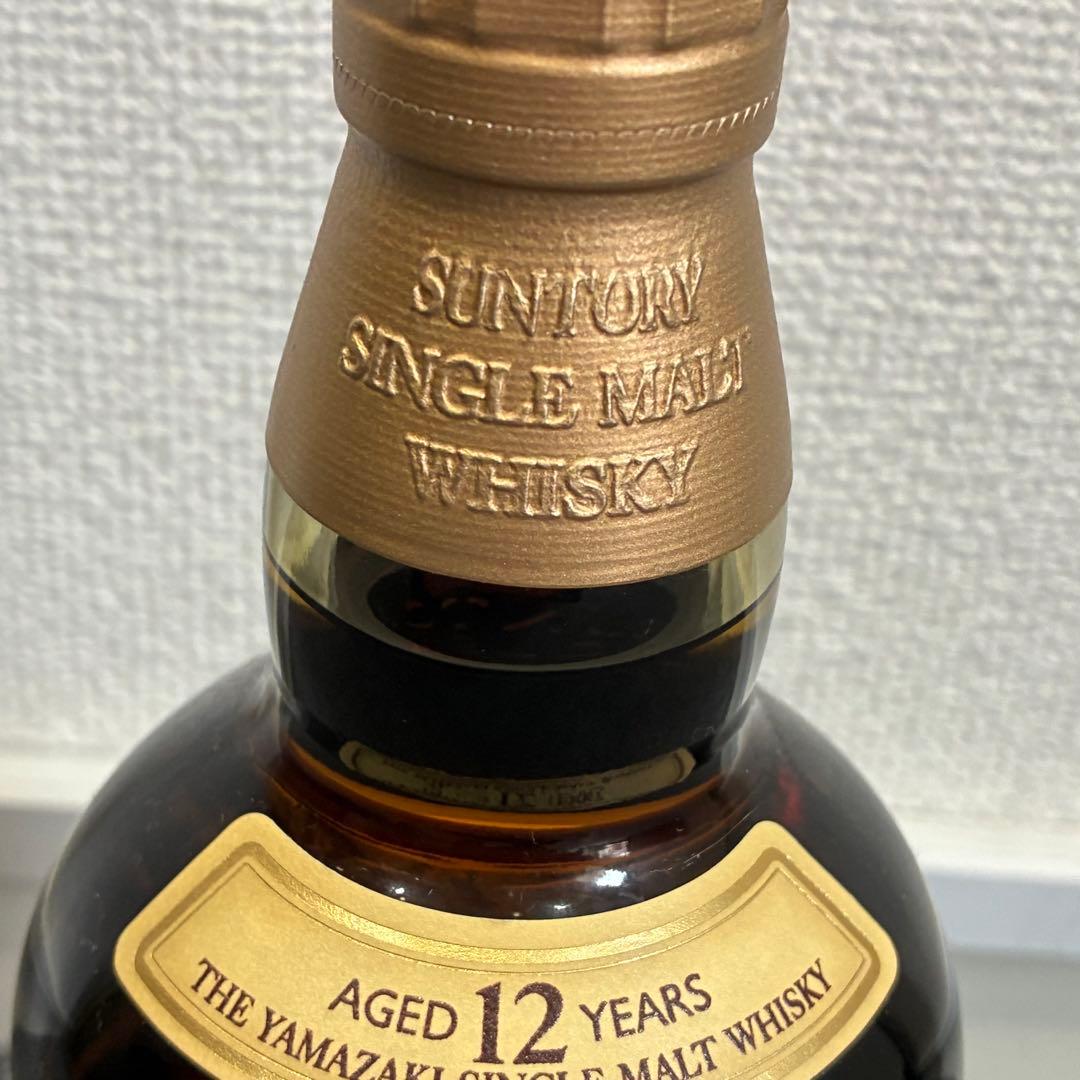 SUNTORY
SINGLE MALT
WHISKY
AGED 12 YEARS
THE YAMAZAKI SINGLE MALT WHISKY